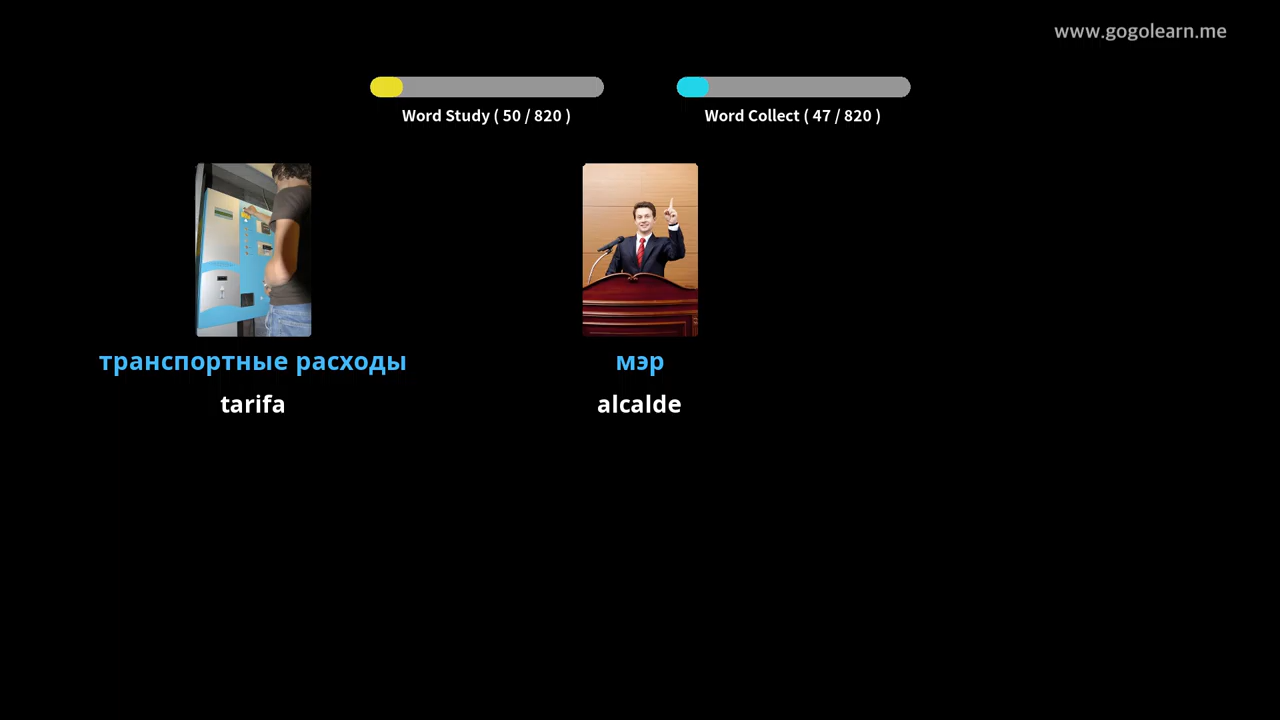 www.gogolearn.me
Word Study ( 50 / 820 )
Word Collect ( 47 / 820 )
транспортные расходы
мэр
tarifa
alcalde